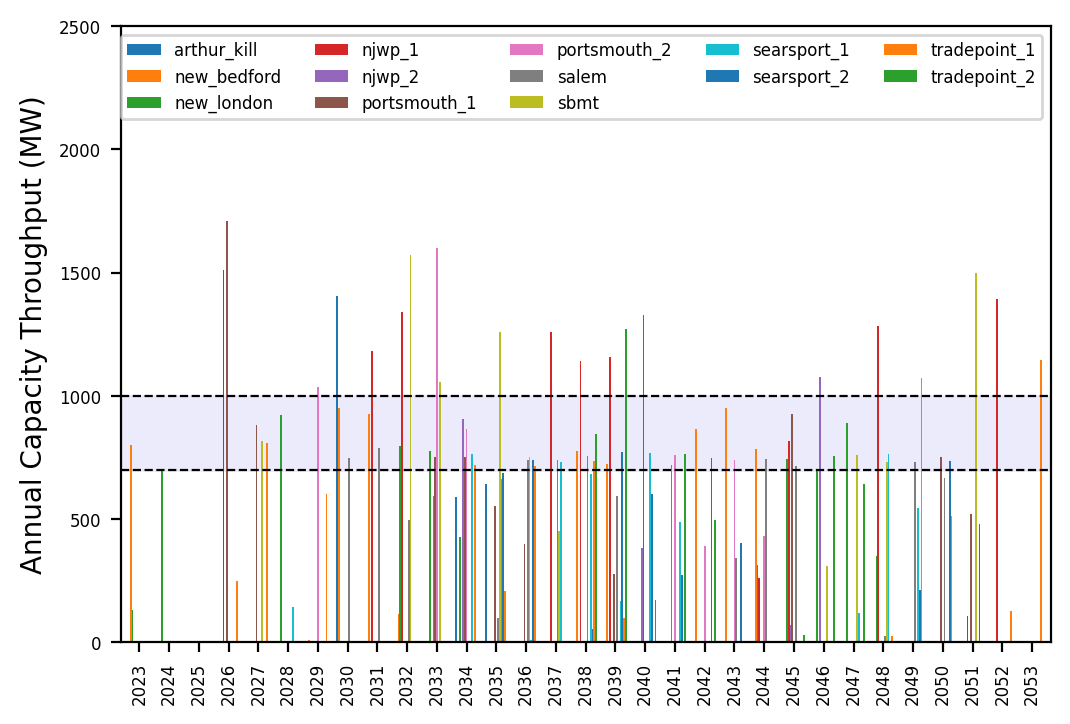 Annual Capacity Throughput (MW)
2500
2000
1500
1000
500
0
arthur_kill
new_bedford
new_london
njwp_1
njwp_2
portsmouth_1
portsmouth_2
salem
sbmt
searsport_1
searsport_2
tradepoint_1
tradepoint_2
2023
2024
2025
2026
2027
2028
2029
2030
2031
2032
2033
2034
2035
2036
2037
2038
2039
2040
2041
2042
2043
2044
2045
2046
2047
2048
2049
2050
2051
2052
2053